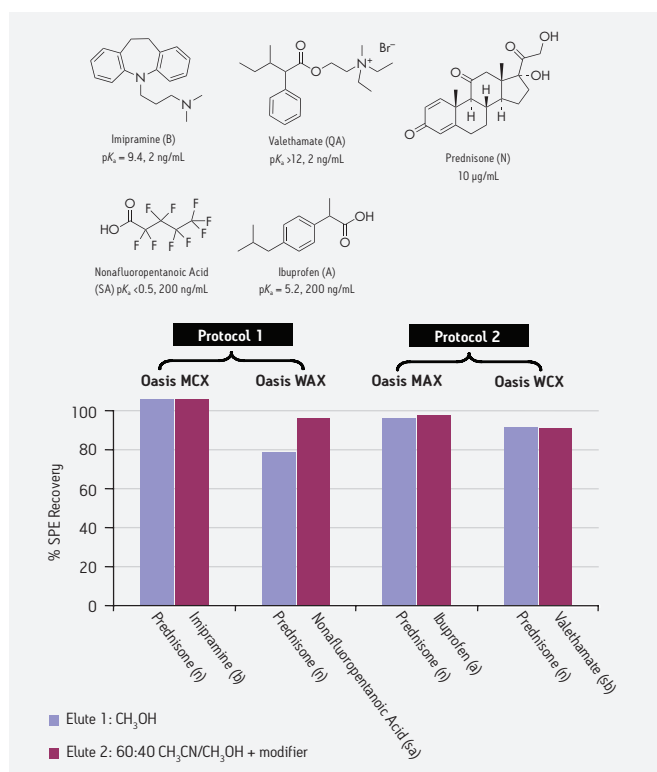 Imipramine (B)
pKₐ = 9.4, 2 ng/mL
Valethamate (QA)
pKₐ >12, 2 ng/mL
Prednisone (N)
10 µg/mL
Nonafluoropentanoic Acid
(SA) pKₐ <0.5, 200 ng/mL
Ibuprofen (A)
pKₐ = 5.2, 200 ng/mL
N
N
O
O
N⁺
Br⁻
O
O
O
OH
OH
H
H
H
O
HO
F
F
F
F
F
F
F
F
F
OH
O
Protocol 1
Protocol 2
Oasis MCX
Oasis WAX
Oasis MAX
Oasis WCX
% SPE Recovery
100
80
60
40
20
0
Prednisone (n)
Imipramine (b)
Prednisone (n)
Nonafluoropentanoic Acid (sa)
Prednisone (n)
Ibuprofen (a)
Prednisone (n)
Valethamate (sb)
Elute 1: CH₃OH
Elute 2: 60:40 CH₃CN/CH₃OH + modifier